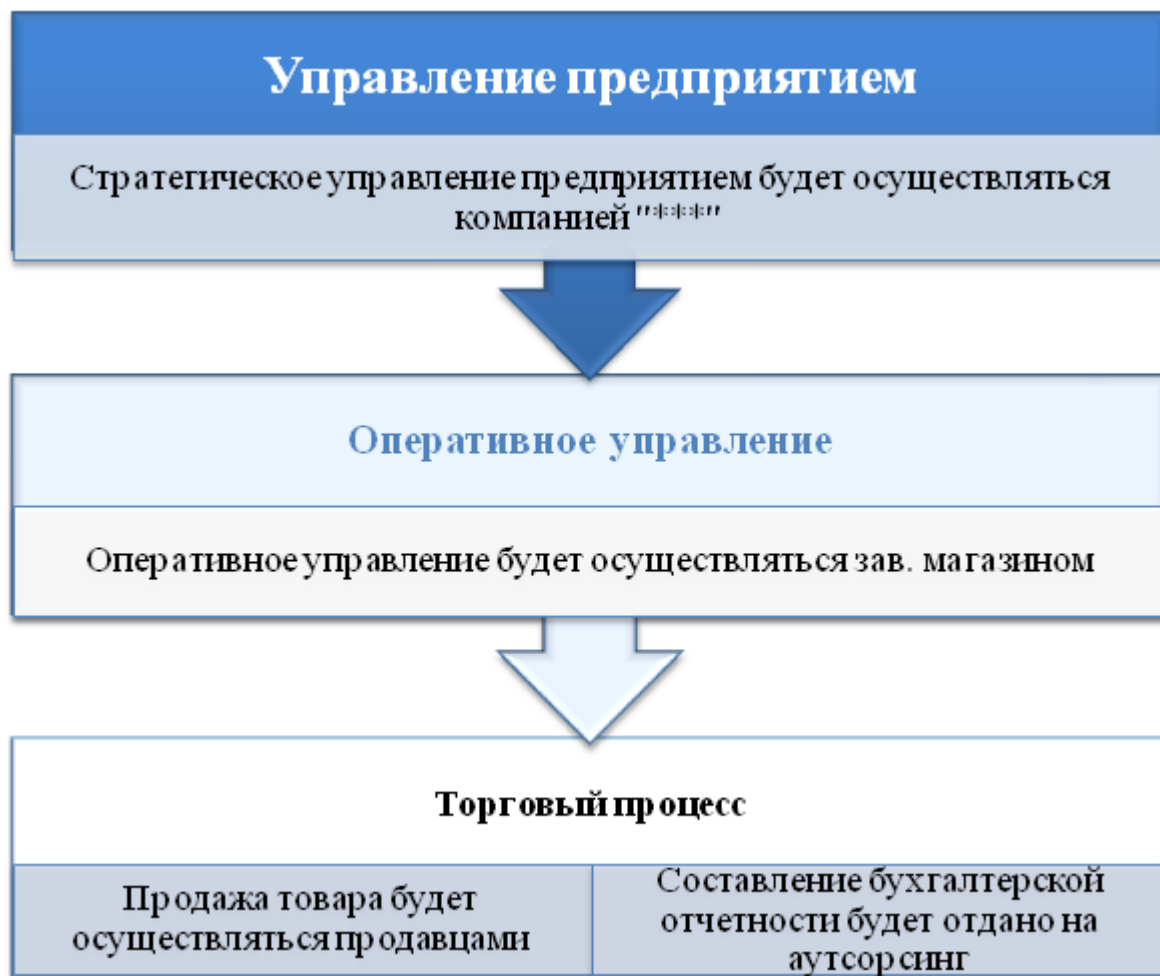 Управление предприятием
Стратегическое управление предприятием будет осуществляться
компанией "***"
Оперативное управление
Оперативное управление будет осуществляться зав. магазином
Торговый процесс
Продажа товара будет
осуществляться продавцами
Составление бухгалтерской
отчетности будет отдано на
аутсорсинг